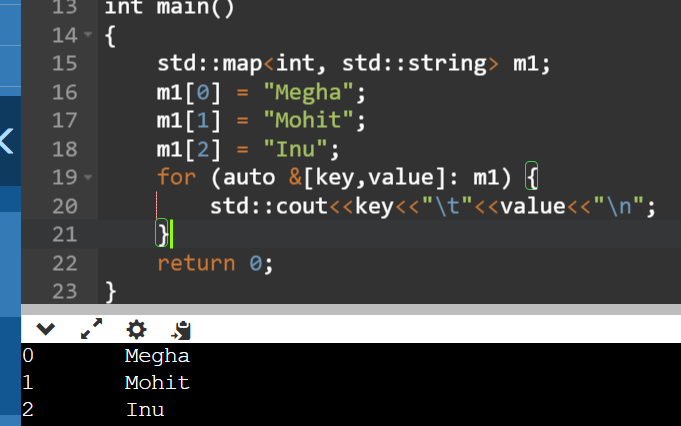 13 int main()
14 {
15     std::map<int, std::string> m1;
16     m1[0] = "Megha";
17     m1[1] = "Mohit";
18     m1[2] = "Inu";
19     for (auto &[key,value]: m1) {
20         std::cout<<key<<"\t"<<value<<"\n";
21     }
22     return 0;
23 }
0	Megha
1	Mohit
2	Inu